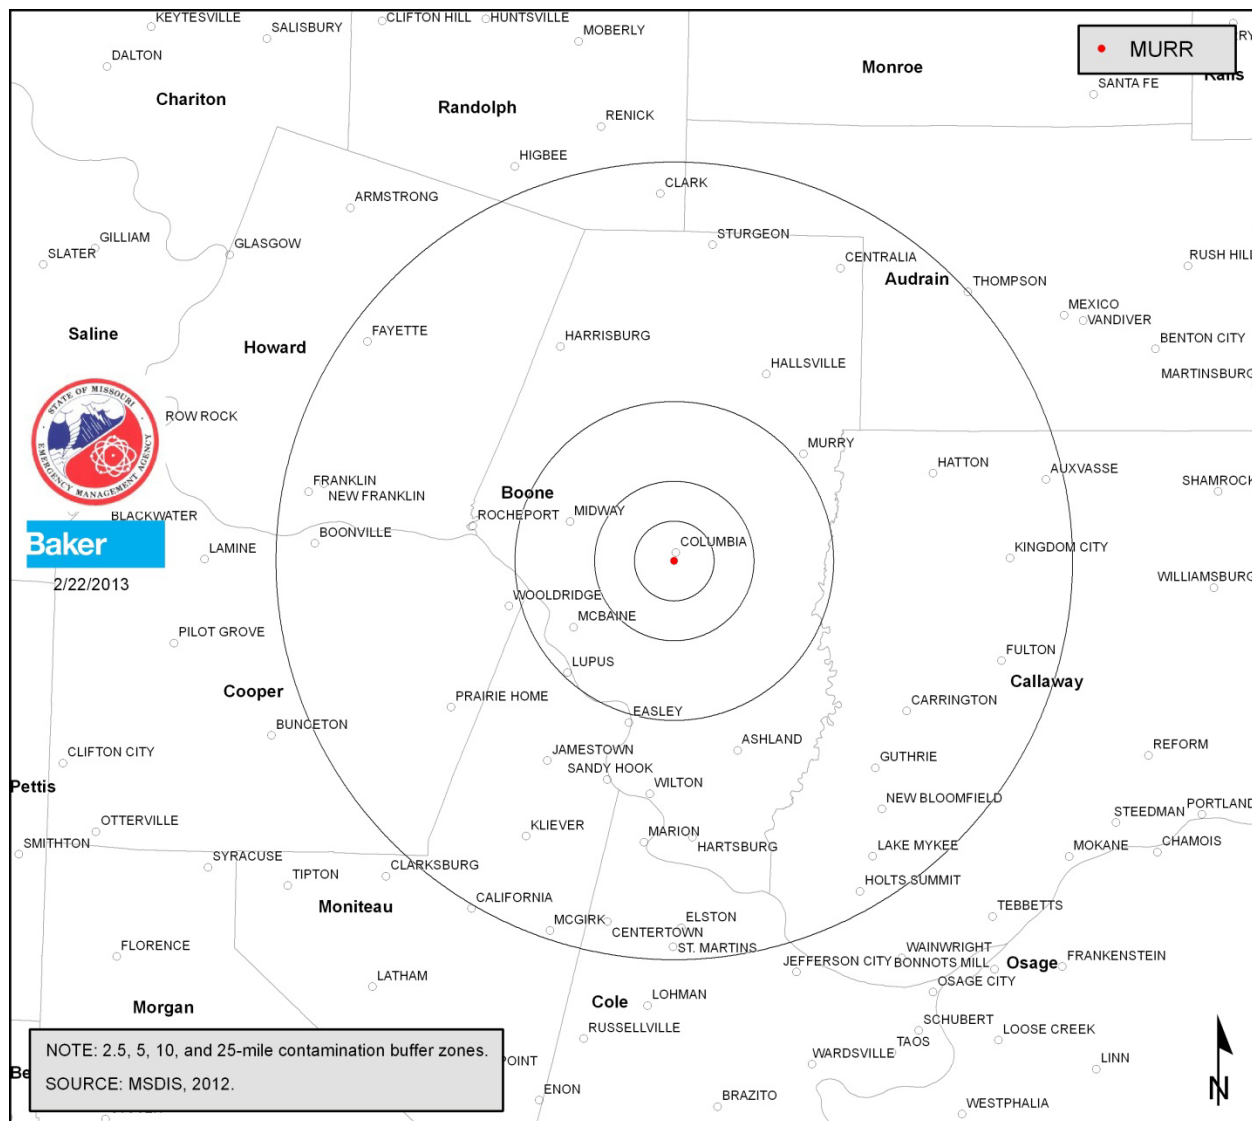 KEYTESVILLE
CLIFTON HILL
HUNTSVILLE
SALISBURY
MOBERLY
MURR
DALTON
Monroe
Chariton
Randolph
SANTA FE
RENICK
HIGBEE
CLARK
ARMSTRONG
GILLIAM
SLATER
GLASGOW
STURGEON
CENTRALIA
RUSH HILL
Audrain
THOMPSON
MEXICO
VANDIVER
Saline
Howard
FAYETTE
HARRISBURG
BENTON CITY
HALLSVILLE
MARTINSBURG
STATE OF MISSOURI
EMERGENCY MANAGEMENT AGENCY
ROW ROCK
MURRY
HATTON
AUXVASSE
SHAMROCK
FRANKLIN
NEW FRANKLIN
Boone
BLACKWATER
ROCHEPORT
MIDWAY
Baker
LAMINE
BOONVILLE
COLUMBIA
KINGDOM CITY
2/22/2013
WILLIAMSBURG
WOOLDRIDGE
MCBAINE
PILOT GROVE
LUPUS
FULTON
Callaway
Cooper
PRAIRIE HOME
CARRINGTON
BUNCETON
EASLEY
CLIFTON CITY
JAMESTOWN
ASHLAND
REFORM
Pettis
SANDY HOOK
WILTON
GUTHRIE
NEW BLOOMFIELD
STEEDMAN
PORTLAND
OTTERVILLE
KLIEVER
MARION
HARTSBURG
SMITHTON
SYRACUSE
TIPTON
CLARKSBURG
LAKE MYKEE
MOKANE
CHAMOIS
HOLTS SUMMIT
Moniteau
CALIFORNIA
MCGIRK
CENTERTOWN
ELSTON
ST. MARTINS
TEBBETTS
FLORENCE
JEFFERSON CITY
WAINWRIGHT
BONNOTS MILL
Osage
FRANKENSTEIN
LATHAM
OSAGE CITY
Morgan
Cole
LOHMAN
RUSSELLVILLE
SCHUBERT
TAOS
LOOSE CREEK
NOTE: 2.5, 5, 10, and 25-mile contamination buffer zones.
SOURCE: MSDIS, 2012.
POINT
WARDSVILLE
LINN
ENON
BRAZITO
WESTPHALIA
N